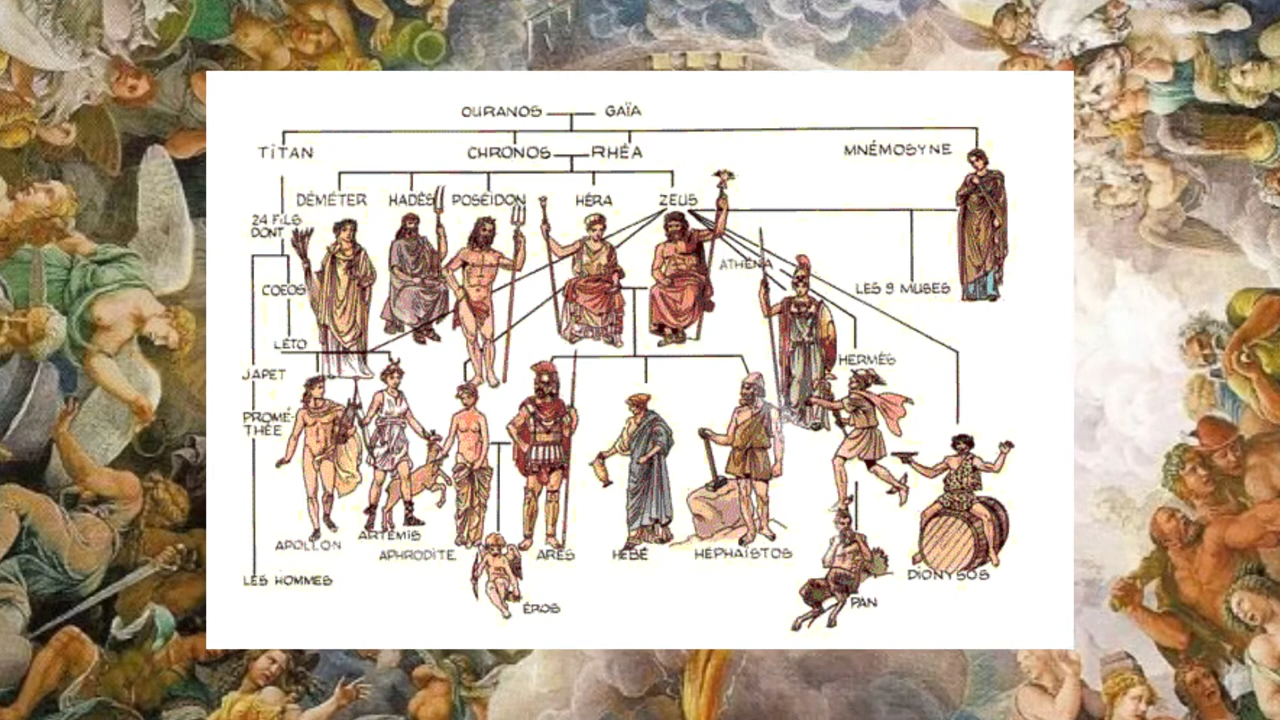 OURANOS GAÏA
TITAN CHRONOS RHÉA MNÉMOSYNE
DÉMÉTER HADÈS POSÉIDON HÉRA ZEUS
24 FILS
DONT
ATHÉNA
COEOS
LES 9 MUSES
LÉTO
HERMÈS
JAPET
PROMÉ-
THÉE
APOLLON
ARTÉMIS
APHRODITE ARÈS HÉBÉ HÉPHAÏSTOS
DIONYSOS
LES HOMMES
PAN
ÉROS